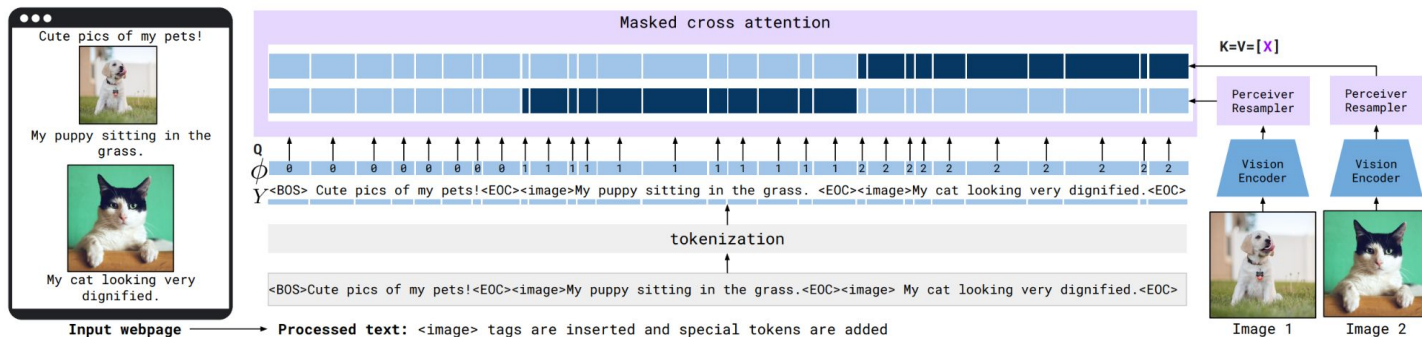 Cute pics of my pets!
My puppy sitting in the
grass.
My cat looking very
dignified.
Input webpage
Masked cross attention
K=V=[X]
Perceiver
Resampler
Perceiver
Resampler
Vision
Encoder
Vision
Encoder
Image 1
Image 2
Q
ϕ 0 0 0 0 0 0 0 0 1 1 1 1 1 1 1 1 1 1 2 2 2 2 2 2 2 2 2 2
Y <BOS> Cute pics of my pets!<EOC><image>My puppy sitting in the grass. <EOC><image>My cat looking very dignified.<EOC>
tokenization
<BOS>Cute pics of my pets!<EOC><image>My puppy sitting in the grass.<EOC><image> My cat looking very dignified.<EOC>
Processed text: <image> tags are inserted and special tokens are added